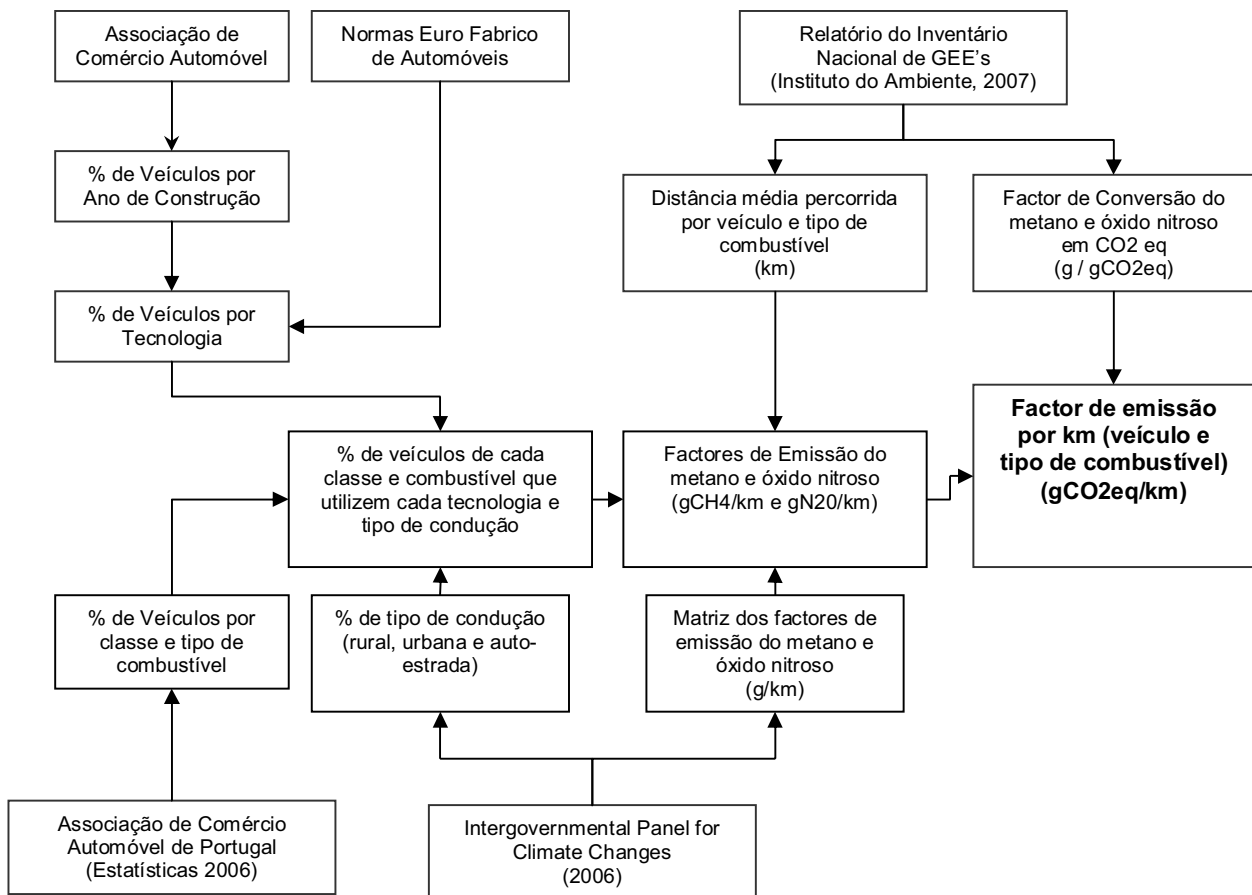 Associação de
Comércio Automóvel
Normas Euro Fabrico
de Automóveis
Relatório do Inventário
Nacional de GEE's
(Instituto do Ambiente, 2007)
% de Veículos por
Ano de Construção
Distância média percorrida
por veículo e tipo de
combustível
(km)
Factor de Conversão do
metano e óxido nitroso
em CO2 eq
(g / gCO2eq)
% de Veículos por
Tecnologia
% de veículos de cada
classe e combustível que
utilizem cada tecnologia e
tipo de condução
Factores de Emissão do
metano e óxido nitroso
(gCH4/km e gN20/km)
Factor de emissão
por km (veículo e
tipo de combustível)
(gCO2eq/km)
% de Veículos por
classe e tipo de
combustível
% de tipo de condução
(rural, urbana e auto-
estrada)
Matriz dos factores de
emissão do metano e
óxido nitroso
(g/km)
Associação de Comércio
Automóvel de Portugal
(Estatísticas 2006)
Intergovernmental Panel for
Climate Changes
(2006)